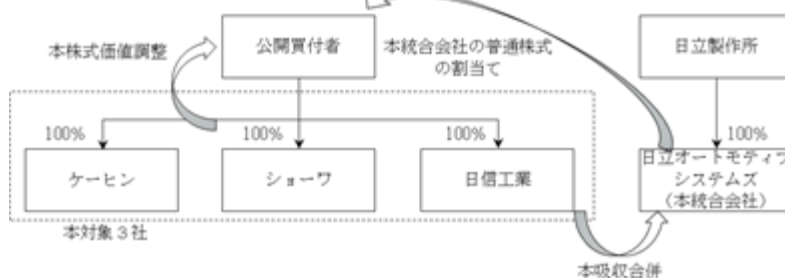 本株式価値調整
公開買付者
本統合会社の普通株式
の割当て
日立製作所
100%
100%
100%
100%
ケーヒン
ショーワ
日信工業
日立オートモティブ
システムズ
（本統合会社）
本対象３社
本吸収合併